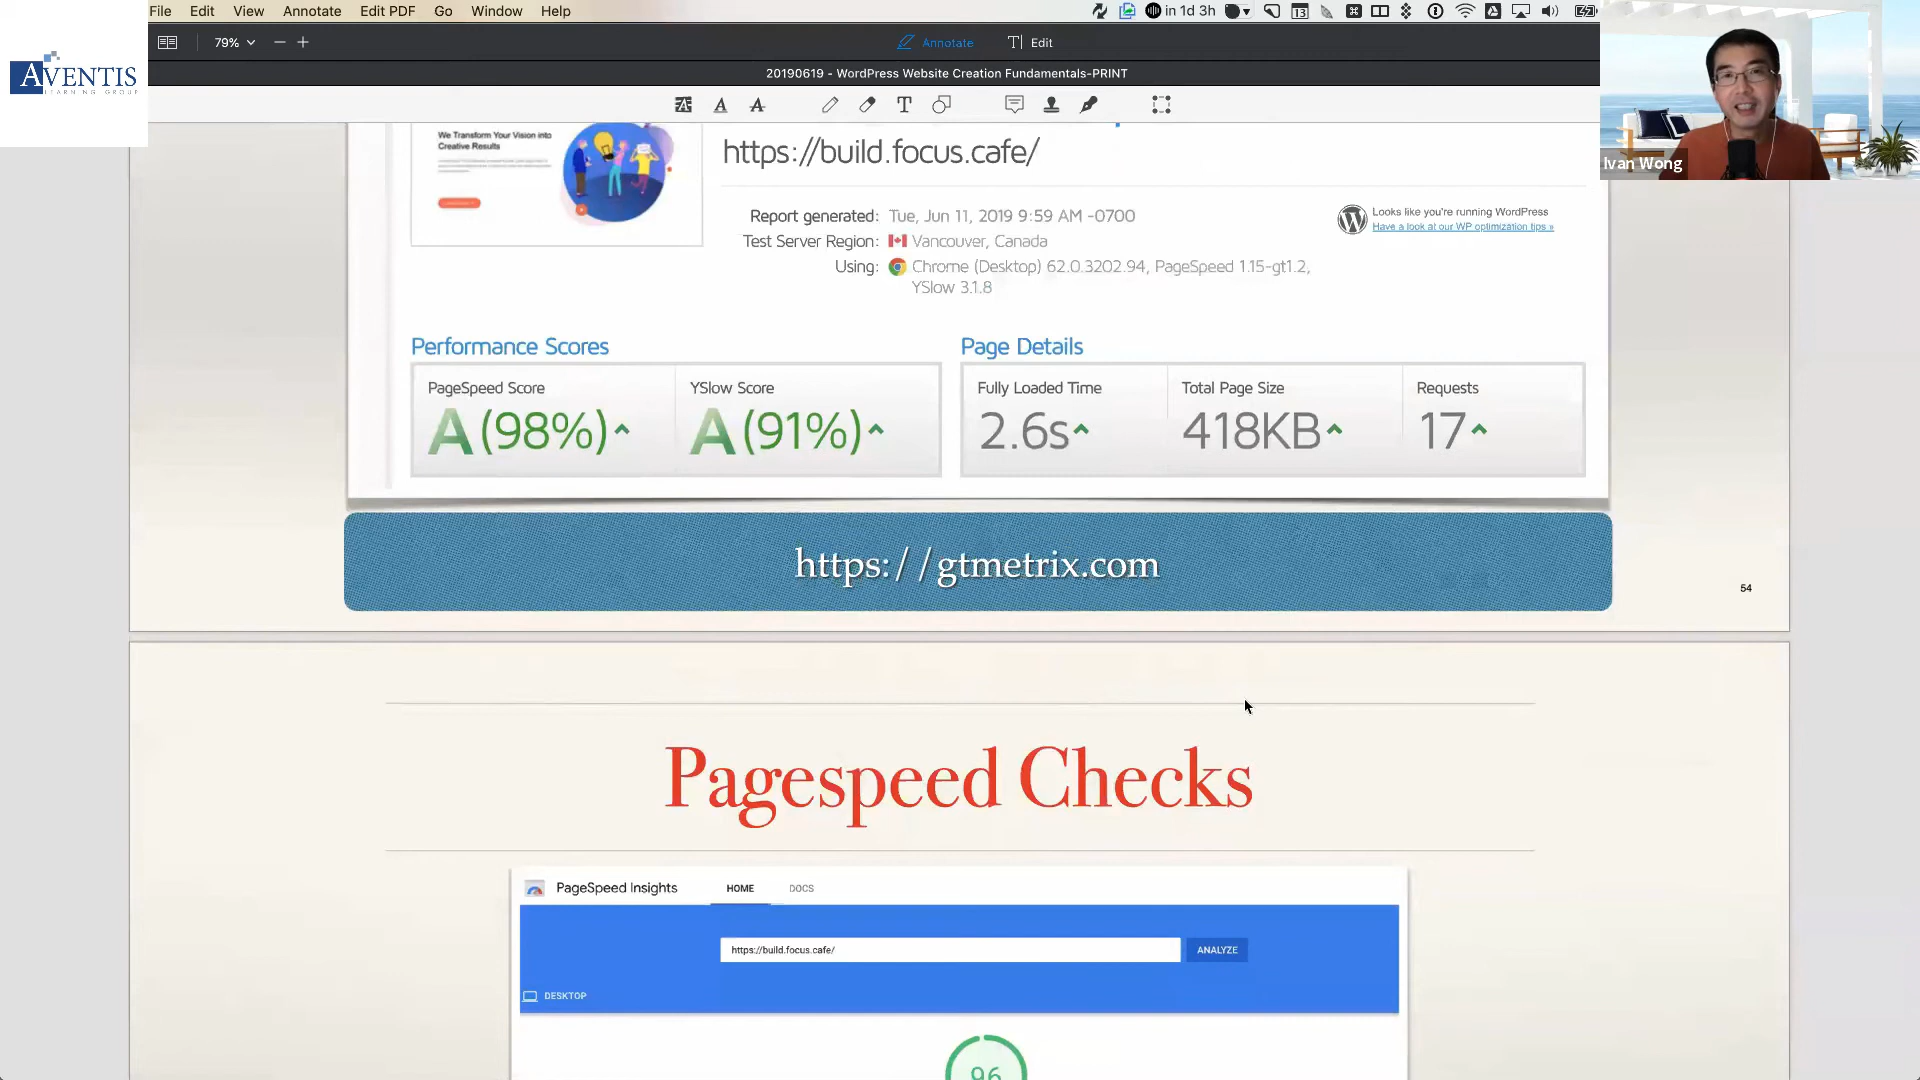 File Edit View Annotate Edit PDF Go Window Help
in 1d 3h
13
AVENTIS
LEARNING GROUP
79%
Annotate
Edit
20190619 - WordPress Website Creation Fundamentals-PRINT
Ivan Wong
We Transform Your Vision into
Creative Results
https://build.focus.cafe/
Report generated: Tue, Jun 11, 2019 9:59 AM -0700
Test Server Region: Vancouver, Canada
Using: Chrome (Desktop) 62.0.3202.94, PageSpeed 1.15-gt1.2,
YSlow 3.1.8
Looks like you're running WordPress
Have a look at our WP optimization tips »
Performance Scores
PageSpeed Score
A (98%)
YSlow Score
A (91%)
Page Details
Fully Loaded Time
2.6s
Total Page Size
418KB
Requests
17
https://gtmetrix.com
54
Pagespeed Checks
PageSpeed Insights HOME DOCS
https://build.focus.cafe/
ANALYZE
DESKTOP
96